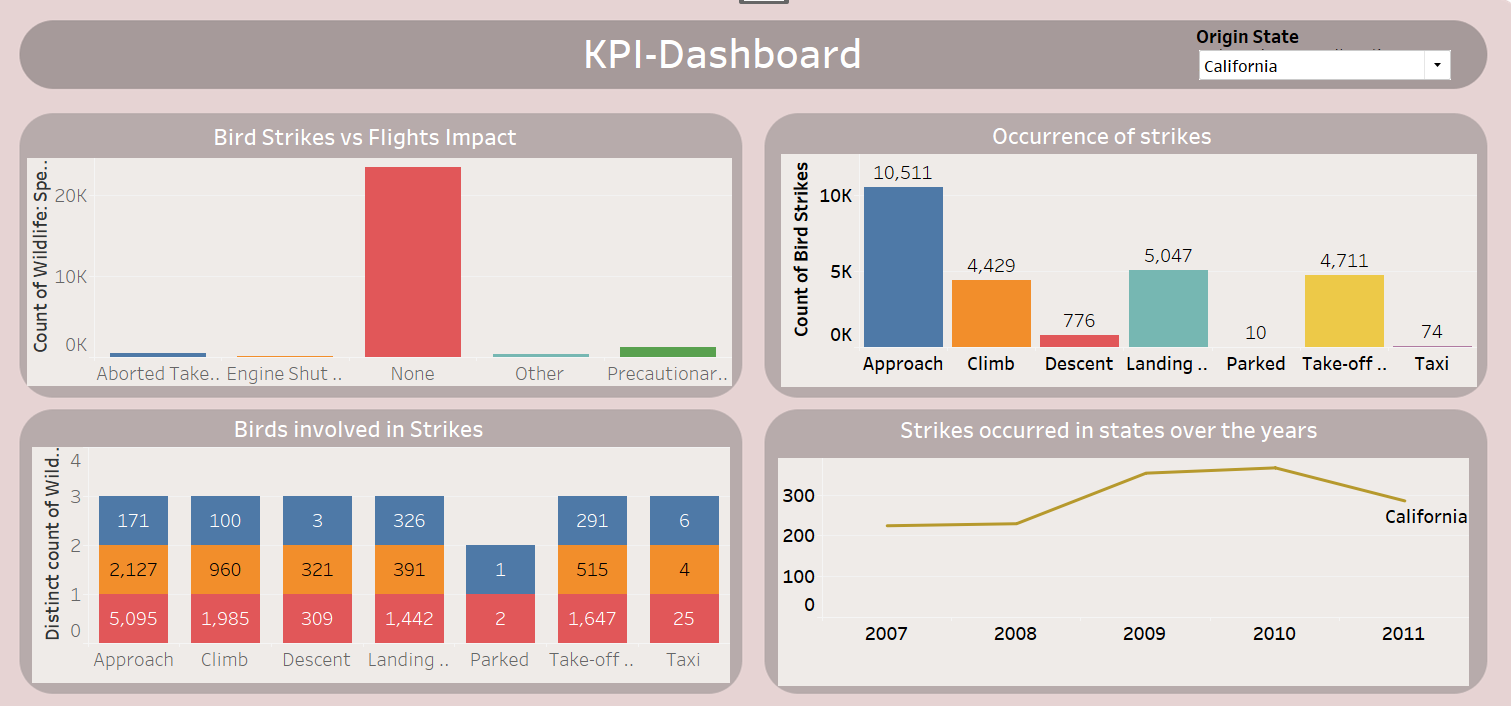 KPI-Dashboard
Origin State
California
Bird Strikes vs Flights Impact
Count of Wildlife: Spe..
20K
10K
0K
Aborted Take.. Engine Shut .. None Other Precautionar..
Occurrence of strikes
Count of Bird Strikes
10K
5K
0K
10,511 4,429 776 5,047 10 4,711 74
Approach Climb Descent Landing .. Parked Take-off .. Taxi
Birds involved in Strikes
Distinct count of Wild..
4
3
2
1
0
171 100 3 326 291 6
2,127 960 321 391 1 515 4
5,095 1,985 309 1,442 2 1,647 25
Approach Climb Descent Landing .. Parked Take-off .. Taxi
Strikes occurred in states over the years
300
200
100
0
California
2007 2008 2009 2010 2011